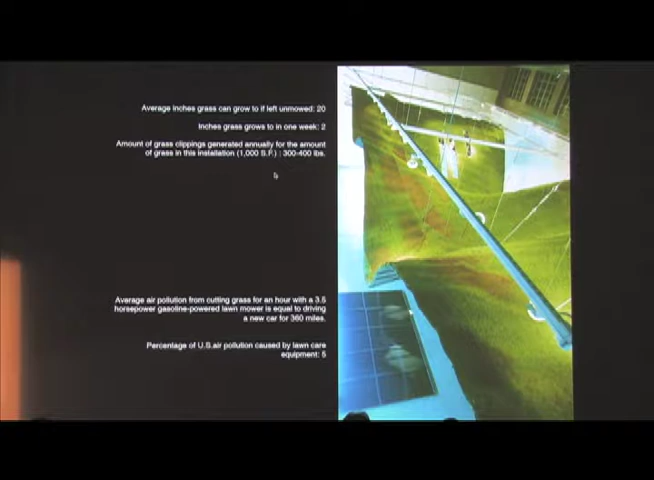 Average inches grass can grow to if left unmowed: 20
Inches grass grows to in one week: 2
Amount of grass clippings generated annually for the amount
of grass in this installation (1,000 S.F.) : 300-400 lbs.
Average air pollution from cutting grass for an hour with a 3.5
horsepower gasoline-powered lawn mower is equal to driving
a new car for 360 miles.
Percentage of U.S.air pollution caused by lawn care
equipment: 5